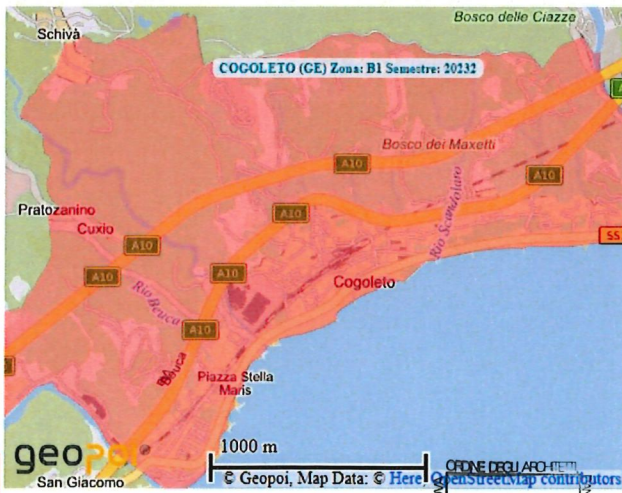 Bosco delle Ciazze
Schivà
COGOLETO (GE) Zona: B1 Semestre: 20232
A
Bosco dei Maxetti
A10
A10
Rio Scandolaro
A10
Pratozanino
Cuxio
A10
SS
A10
A10
Cogoleto
Rio Beuca
A10
Beuca
Piazza Stella
Maris
geopoi
1000 m
ORDINE DEGLI ARCHITETTI
San Giacomo
© Geopoi, Map Data: © Here, OpenStreetMap contributors